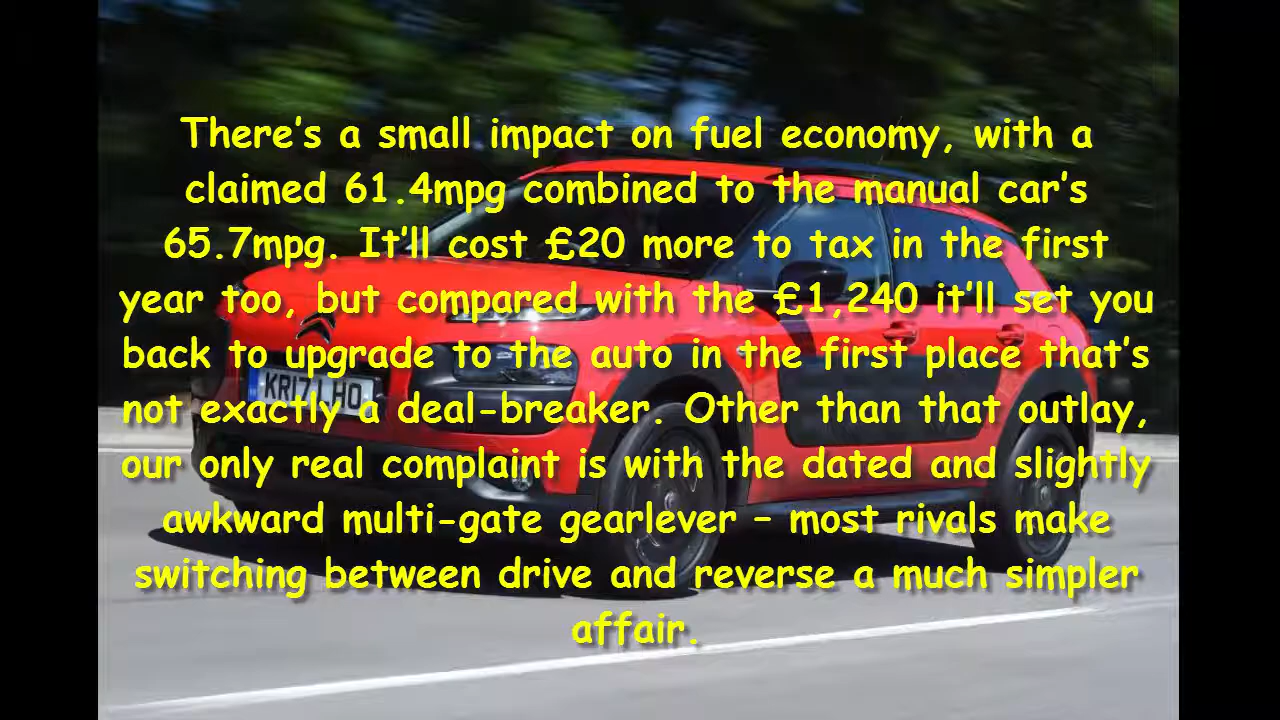 There's a small impact on fuel economy, with a
claimed 61.4mpg combined to the manual car's
65.7mpg. It'll cost £20 more to tax in the first
year too, but compared with the £1,240 it'll set you
back to upgrade to the auto in the first place that's
not exactly a deal-breaker. Other than that outlay,
our only real complaint is with the dated and slightly
awkward multi-gate gearlever – most rivals make
switching between drive and reverse a much simpler
affair.
KR17 LHO